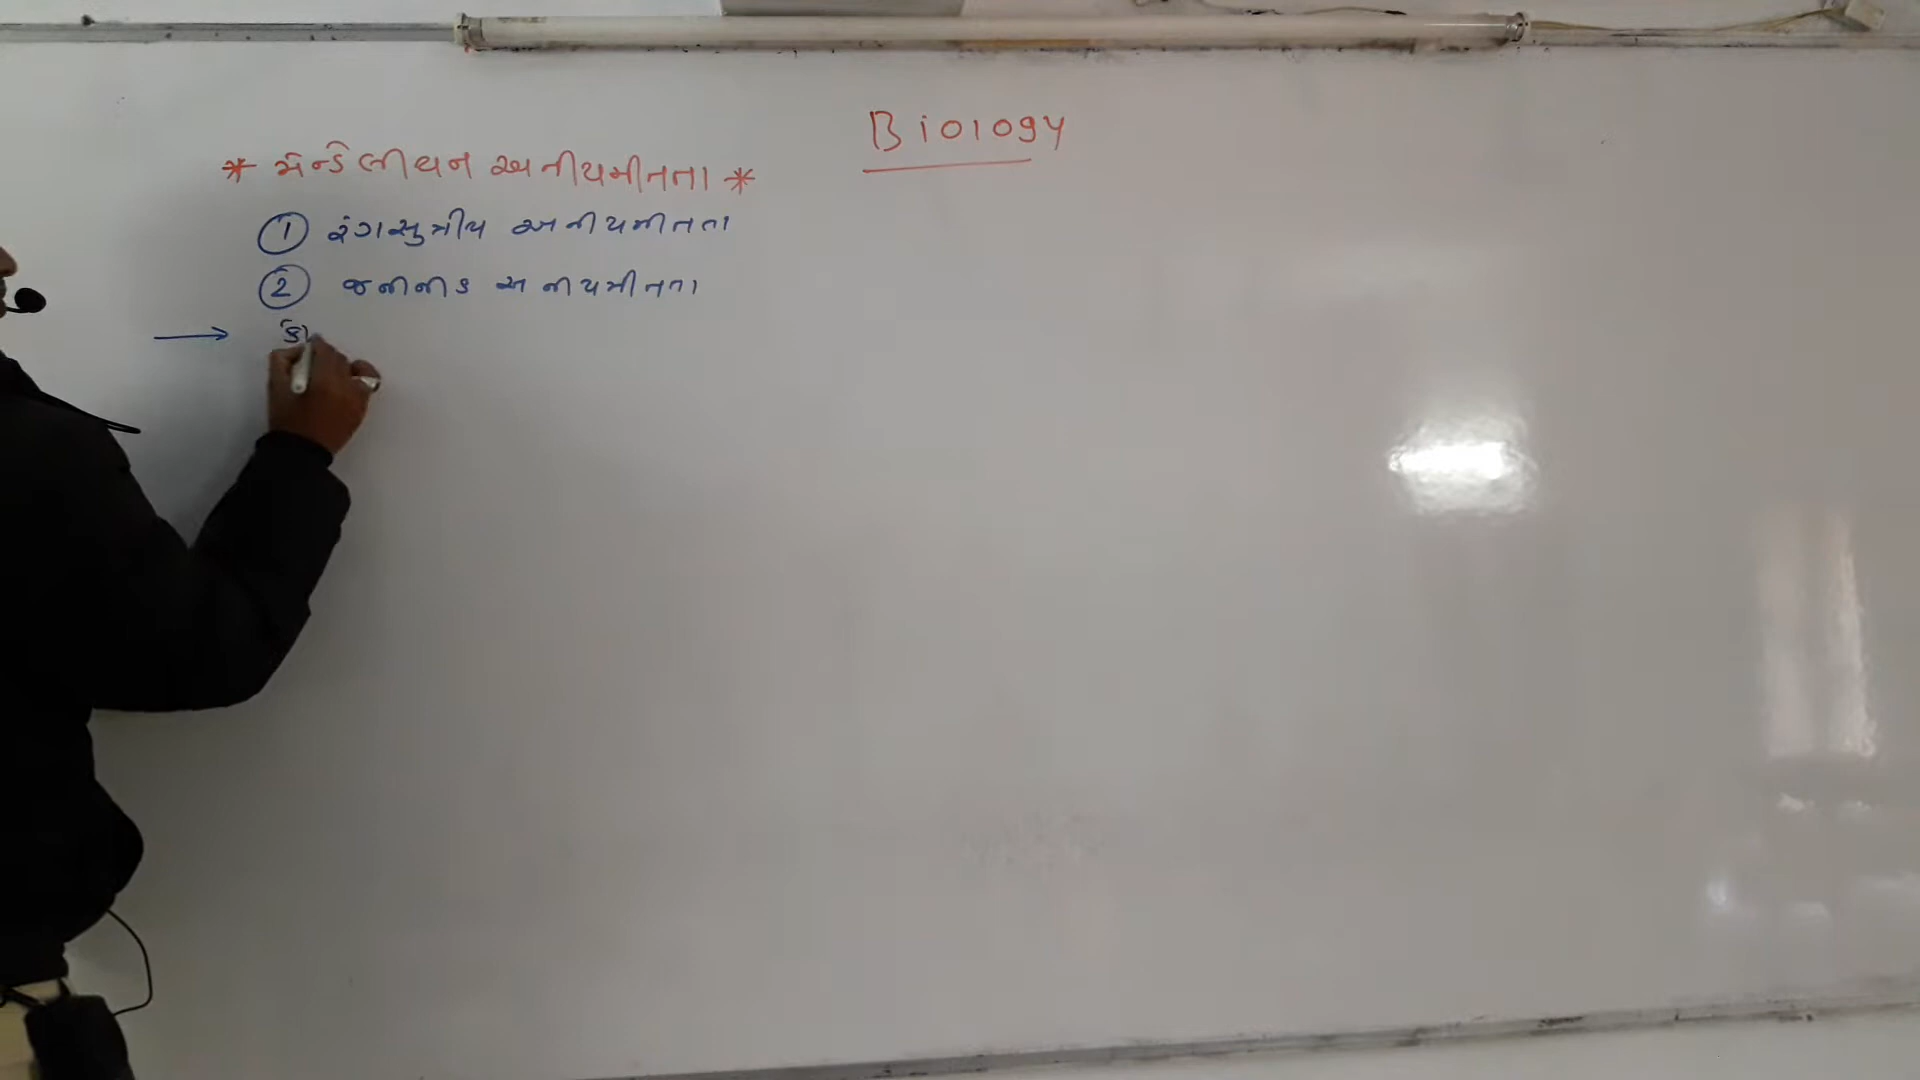 Biology
* મેન્ડેલીયન અનીયમીતતા *
① રંગસુત્રીય અનીયમીતતા
② જનીનીક અનીયમીતતા
→